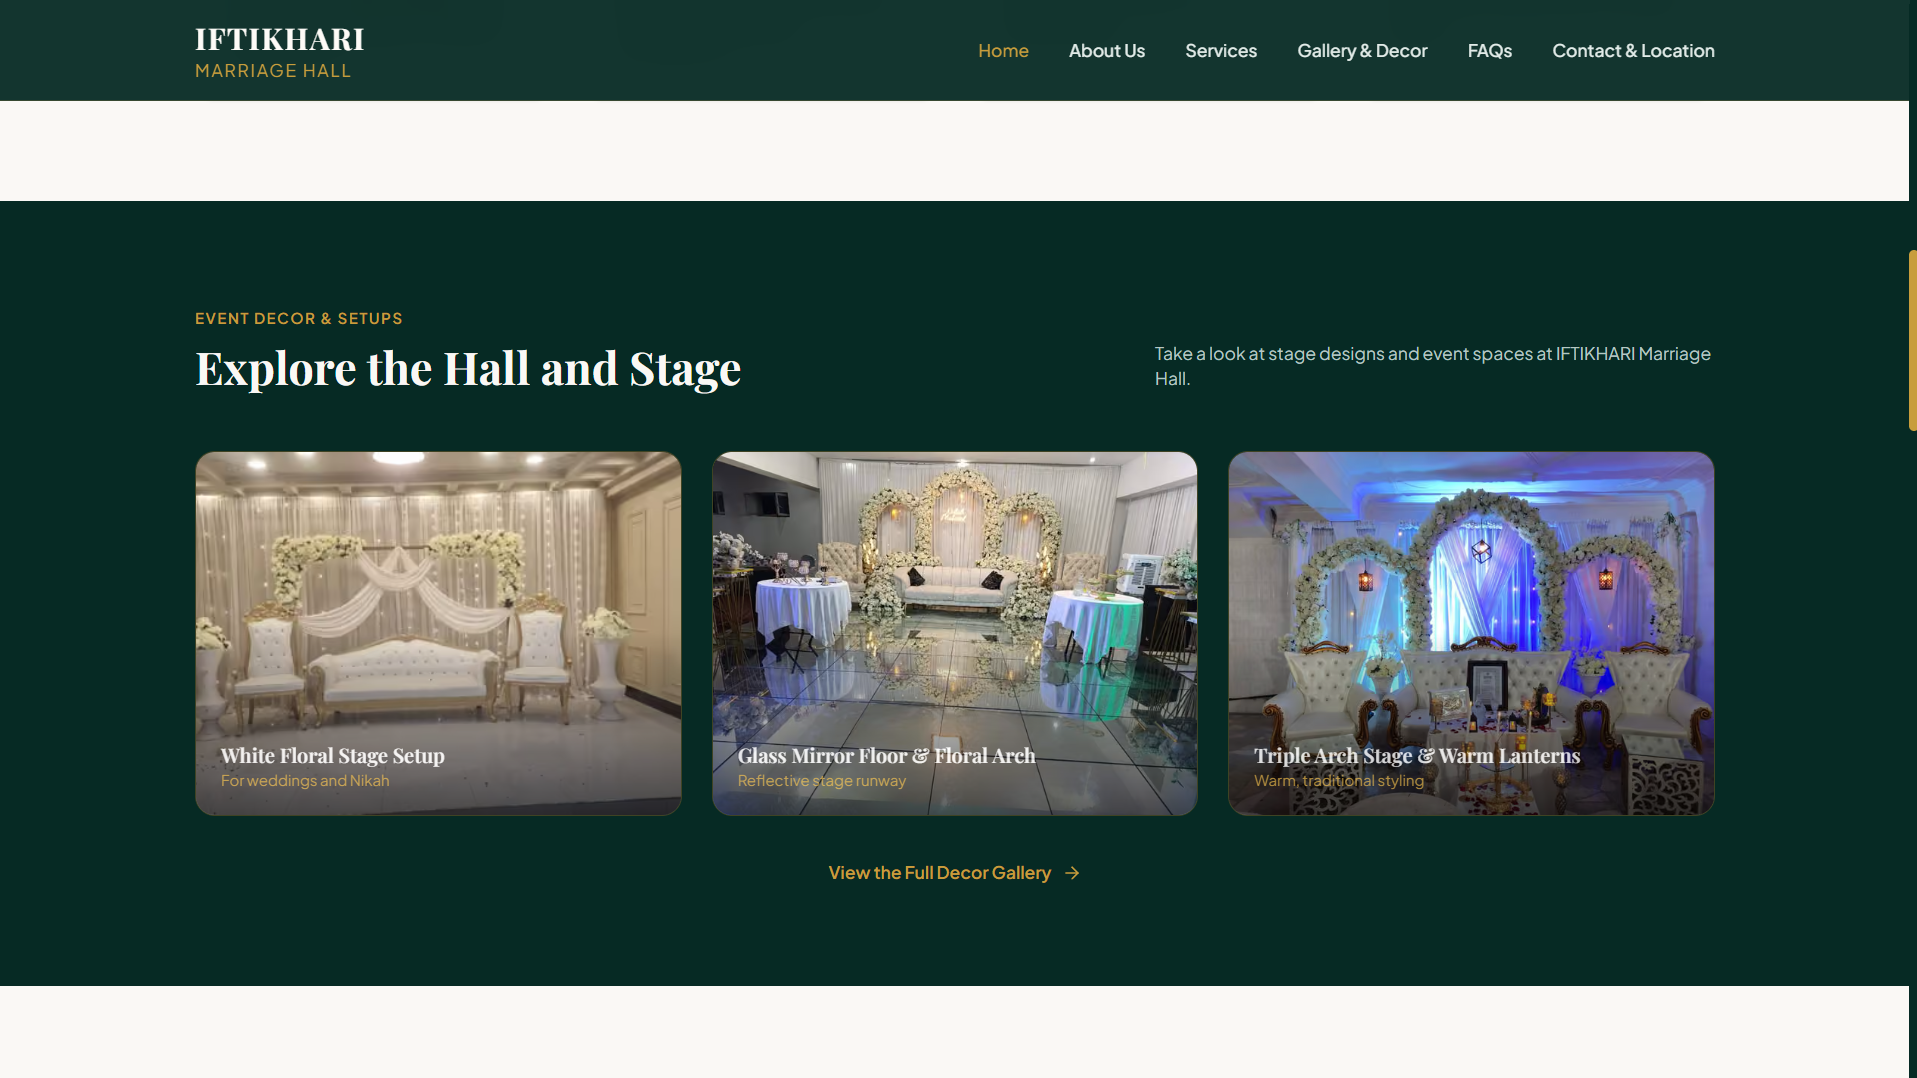 IFTIKHARI
MARRIAGE HALL
Home
About Us
Services
Gallery & Decor
FAQs
Contact & Location
EVENT DECOR & SETUPS
Explore the Hall and Stage
Take a look at stage designs and event spaces at IFTIKHARI Marriage
Hall.
White Floral Stage Setup
For weddings and Nikah
Glass Mirror Floor & Floral Arch
Reflective stage runway
Triple Arch Stage & Warm Lanterns
Warm, traditional styling
View the Full Decor Gallery →